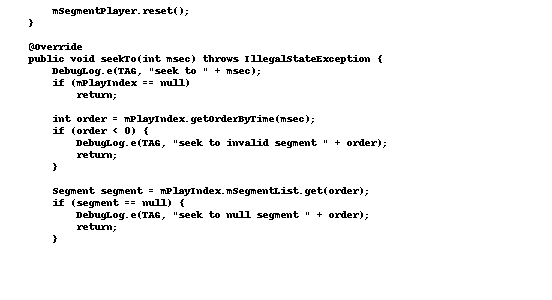 mSegmentPlayer.reset();
}
@Override
public void seekTo(int msec) throws IllegalStateException {
DebugLog.e(TAG, "seek to " + msec);
if (mPlayIndex == null)
return;
int order = mPlayIndex.getOrderByTime(msec);
if (order < 0) {
DebugLog.e(TAG, "seek to invalid segment " + order);
return;
}
Segment segment = mPlayIndex.mSegmentList.get(order);
if (segment == null) {
DebugLog.e(TAG, "seek to null segment " + order);
return;
}